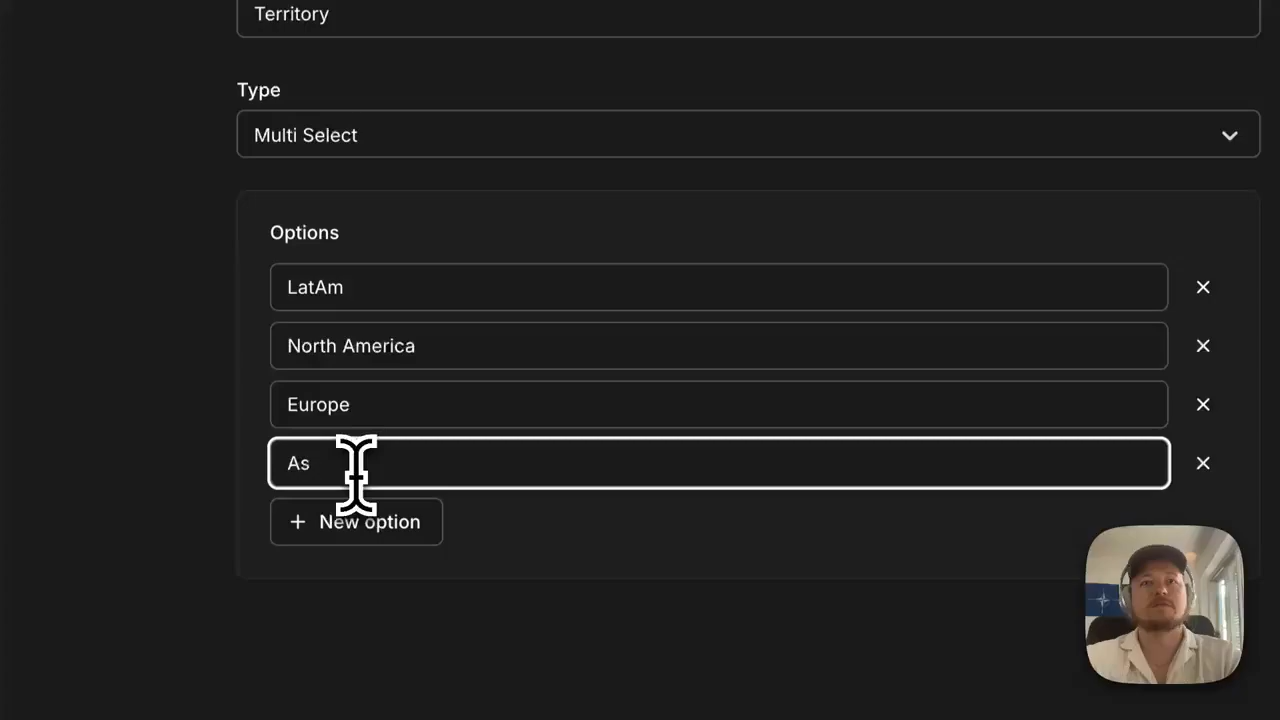 Territory
Type
Multi Select
Options
LatAm
North America
Europe
As
New option